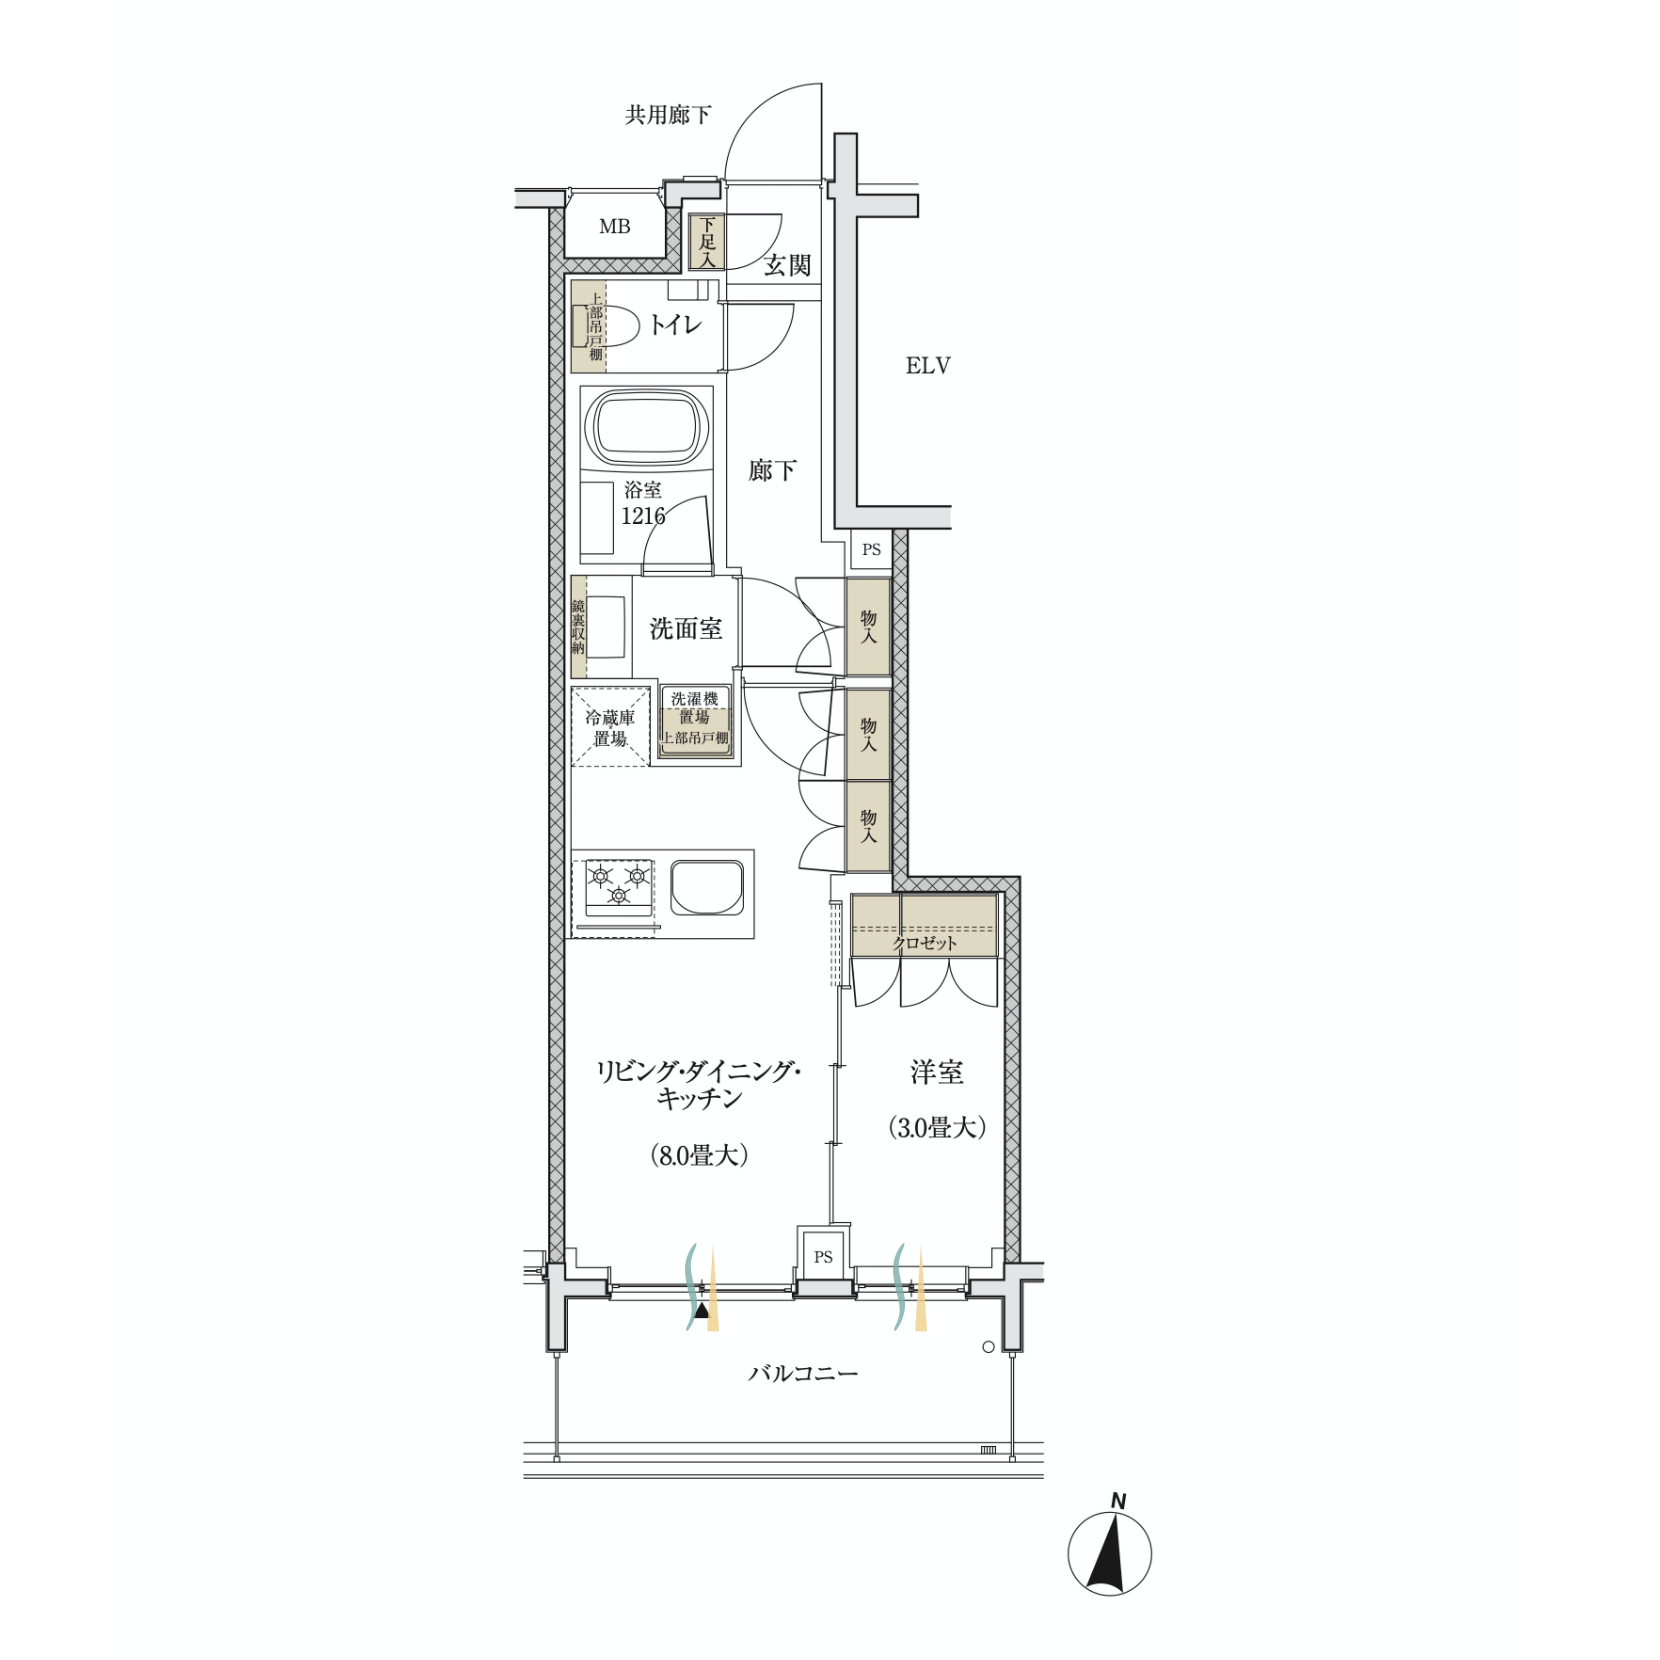 共用廊下
MB
下足入
玄関
上部吊戸棚
トイレ
ELV
廊下
浴室
1216
PS
鏡裏収納
洗面室
物入
洗濯機
置場
上部吊戸棚
冷蔵庫
置場
物入
物入
クロゼット
リビング・ダイニング・
キッチン
(8.0畳大)
洋室
(3.0畳大)
PS
バルコニー
N